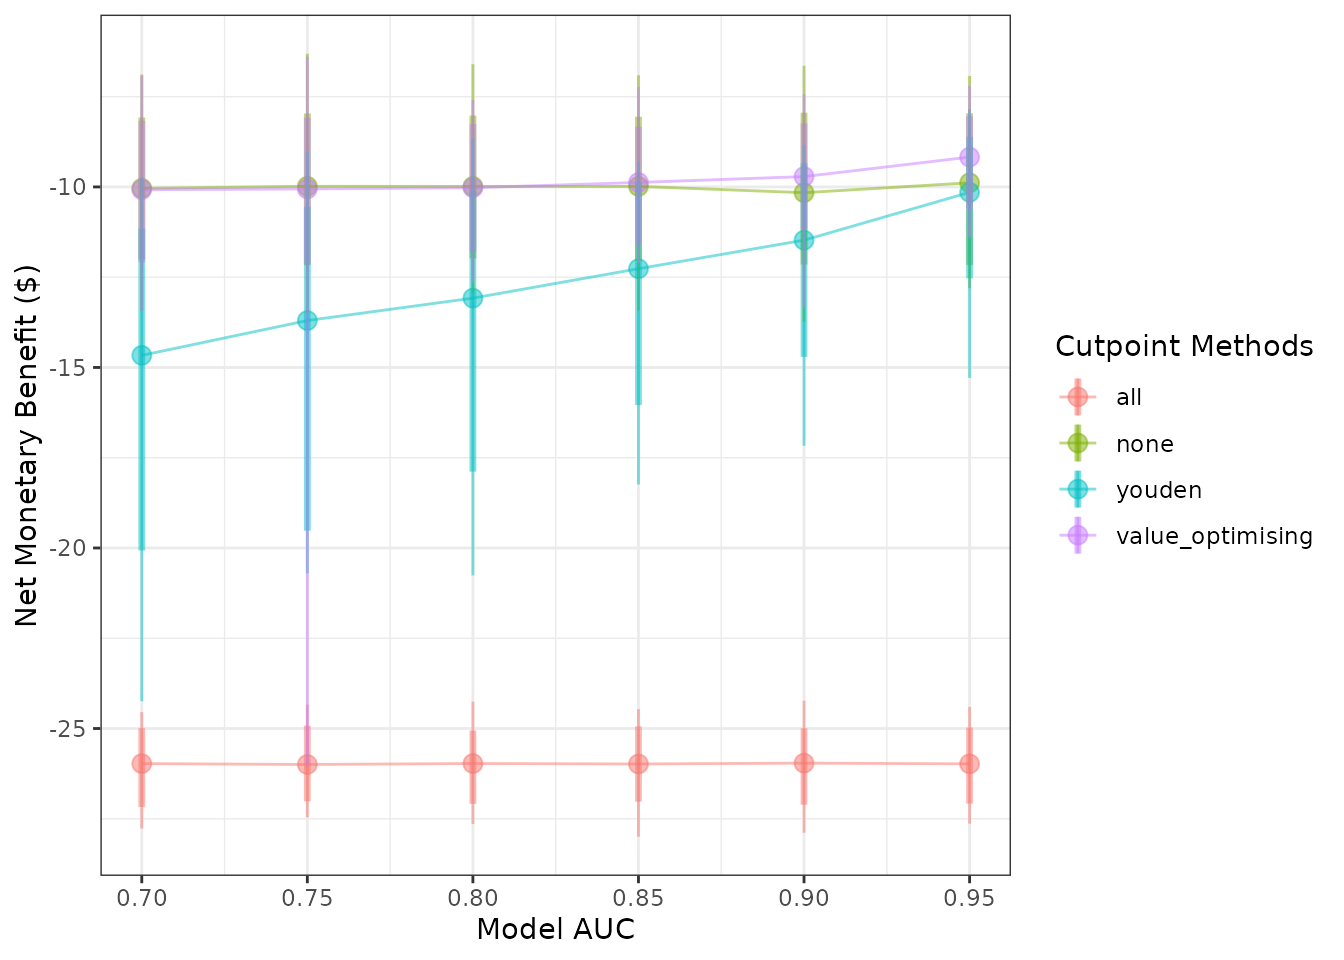 Net Monetary Benefit ($)
-10
-15
-20
-25
0.70 0.75 0.80 0.85 0.90 0.95
Model AUC
Cutpoint Methods
all
none
youden
value_optimising